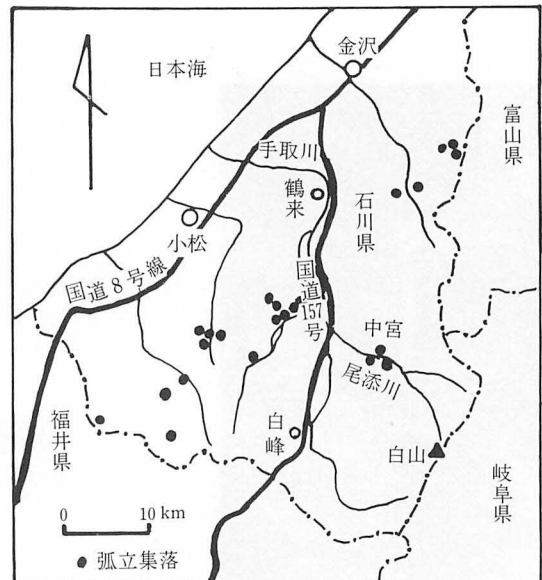 金沢
日本海
富山県
手取川
鶴来
石川県
小松
国道8号線
国道157号
中宮
尾添川
福井県
白峰
白山
岐阜県
0 10 km
弧立集落